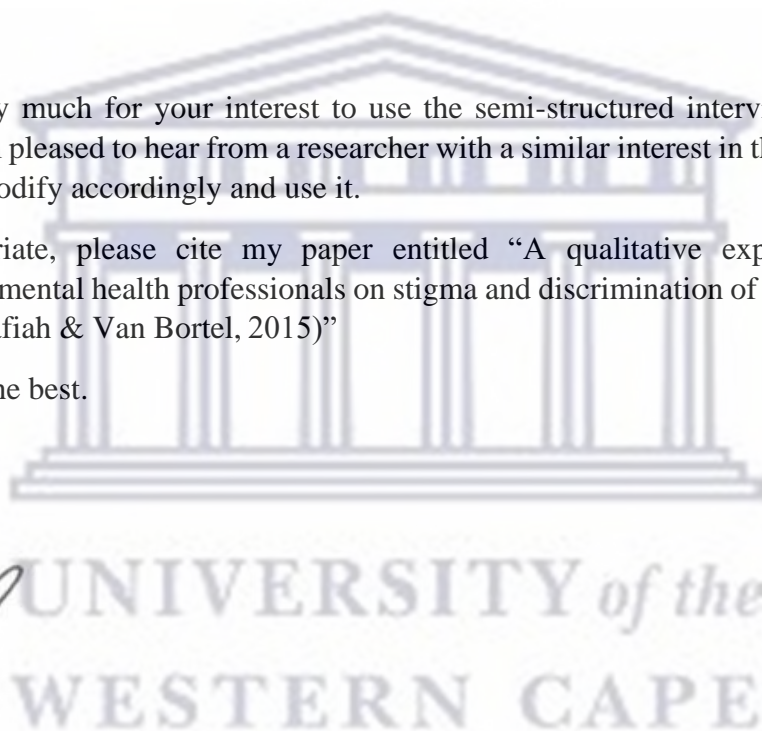 y much for your interest to use the semi-structured interv
pleased to hear from a researcher with a similar interest in th
odify accordingly and use it.
riate, please cite my paper entitled “A qualitative exp
mental health professionals on stigma and discrimination of
afiah & Van Bortel, 2015)”
ne best.
UNIVERSITY of the
WESTERN CAPE